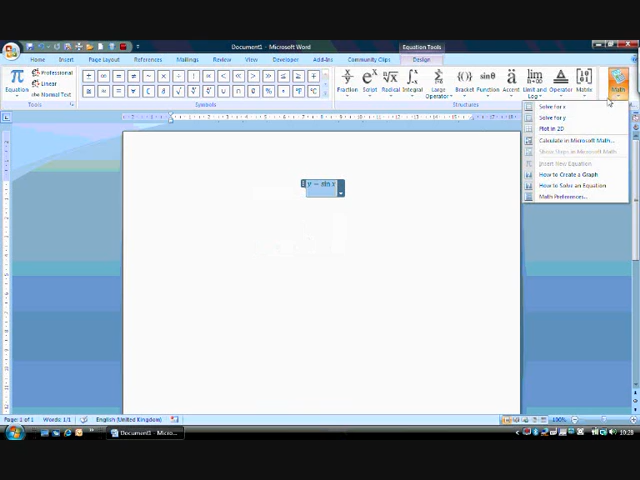 Document1 - Microsoft Word
Equation Tools
Home Insert Page Layout References Mailings Review View Developer Add-Ins Community Clips Design
π Equation
Professional
Linear
abc Normal Text
Tools
Symbols
Fraction Script Radical Integral Large Operator Bracket Function Accent Limit and Log Operator Matrix
Structures
Math
Solve for x
Solve for y
Plot in 2D
Calculate in Microsoft Math...
Show Steps in Microsoft Math
Insert New Equation
How to Create a Graph
How to Solve an Equation
Math Preferences...
y = sin x
Page: 1 of 1 Words: 1/1 English (United Kingdom) 100%
Document1 - Micros... 10:28